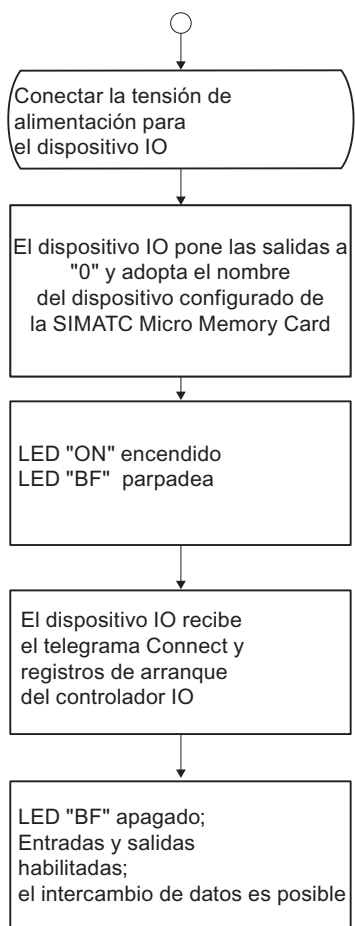 Conectar la tensión de
alimentación para
el dispositivo IO
El dispositivo IO pone las salidas a
"0" y adopta el nombre
del dispositivo configurado de
la SIMATC Micro Memory Card
LED "ON" encendido
LED "BF" parpadea
El dispositivo IO recibe
el telegrama Connect y
registros de arranque
del controlador IO
LED "BF" apagado;
Entradas y salidas
habilitadas;
el intercambio de datos es posible